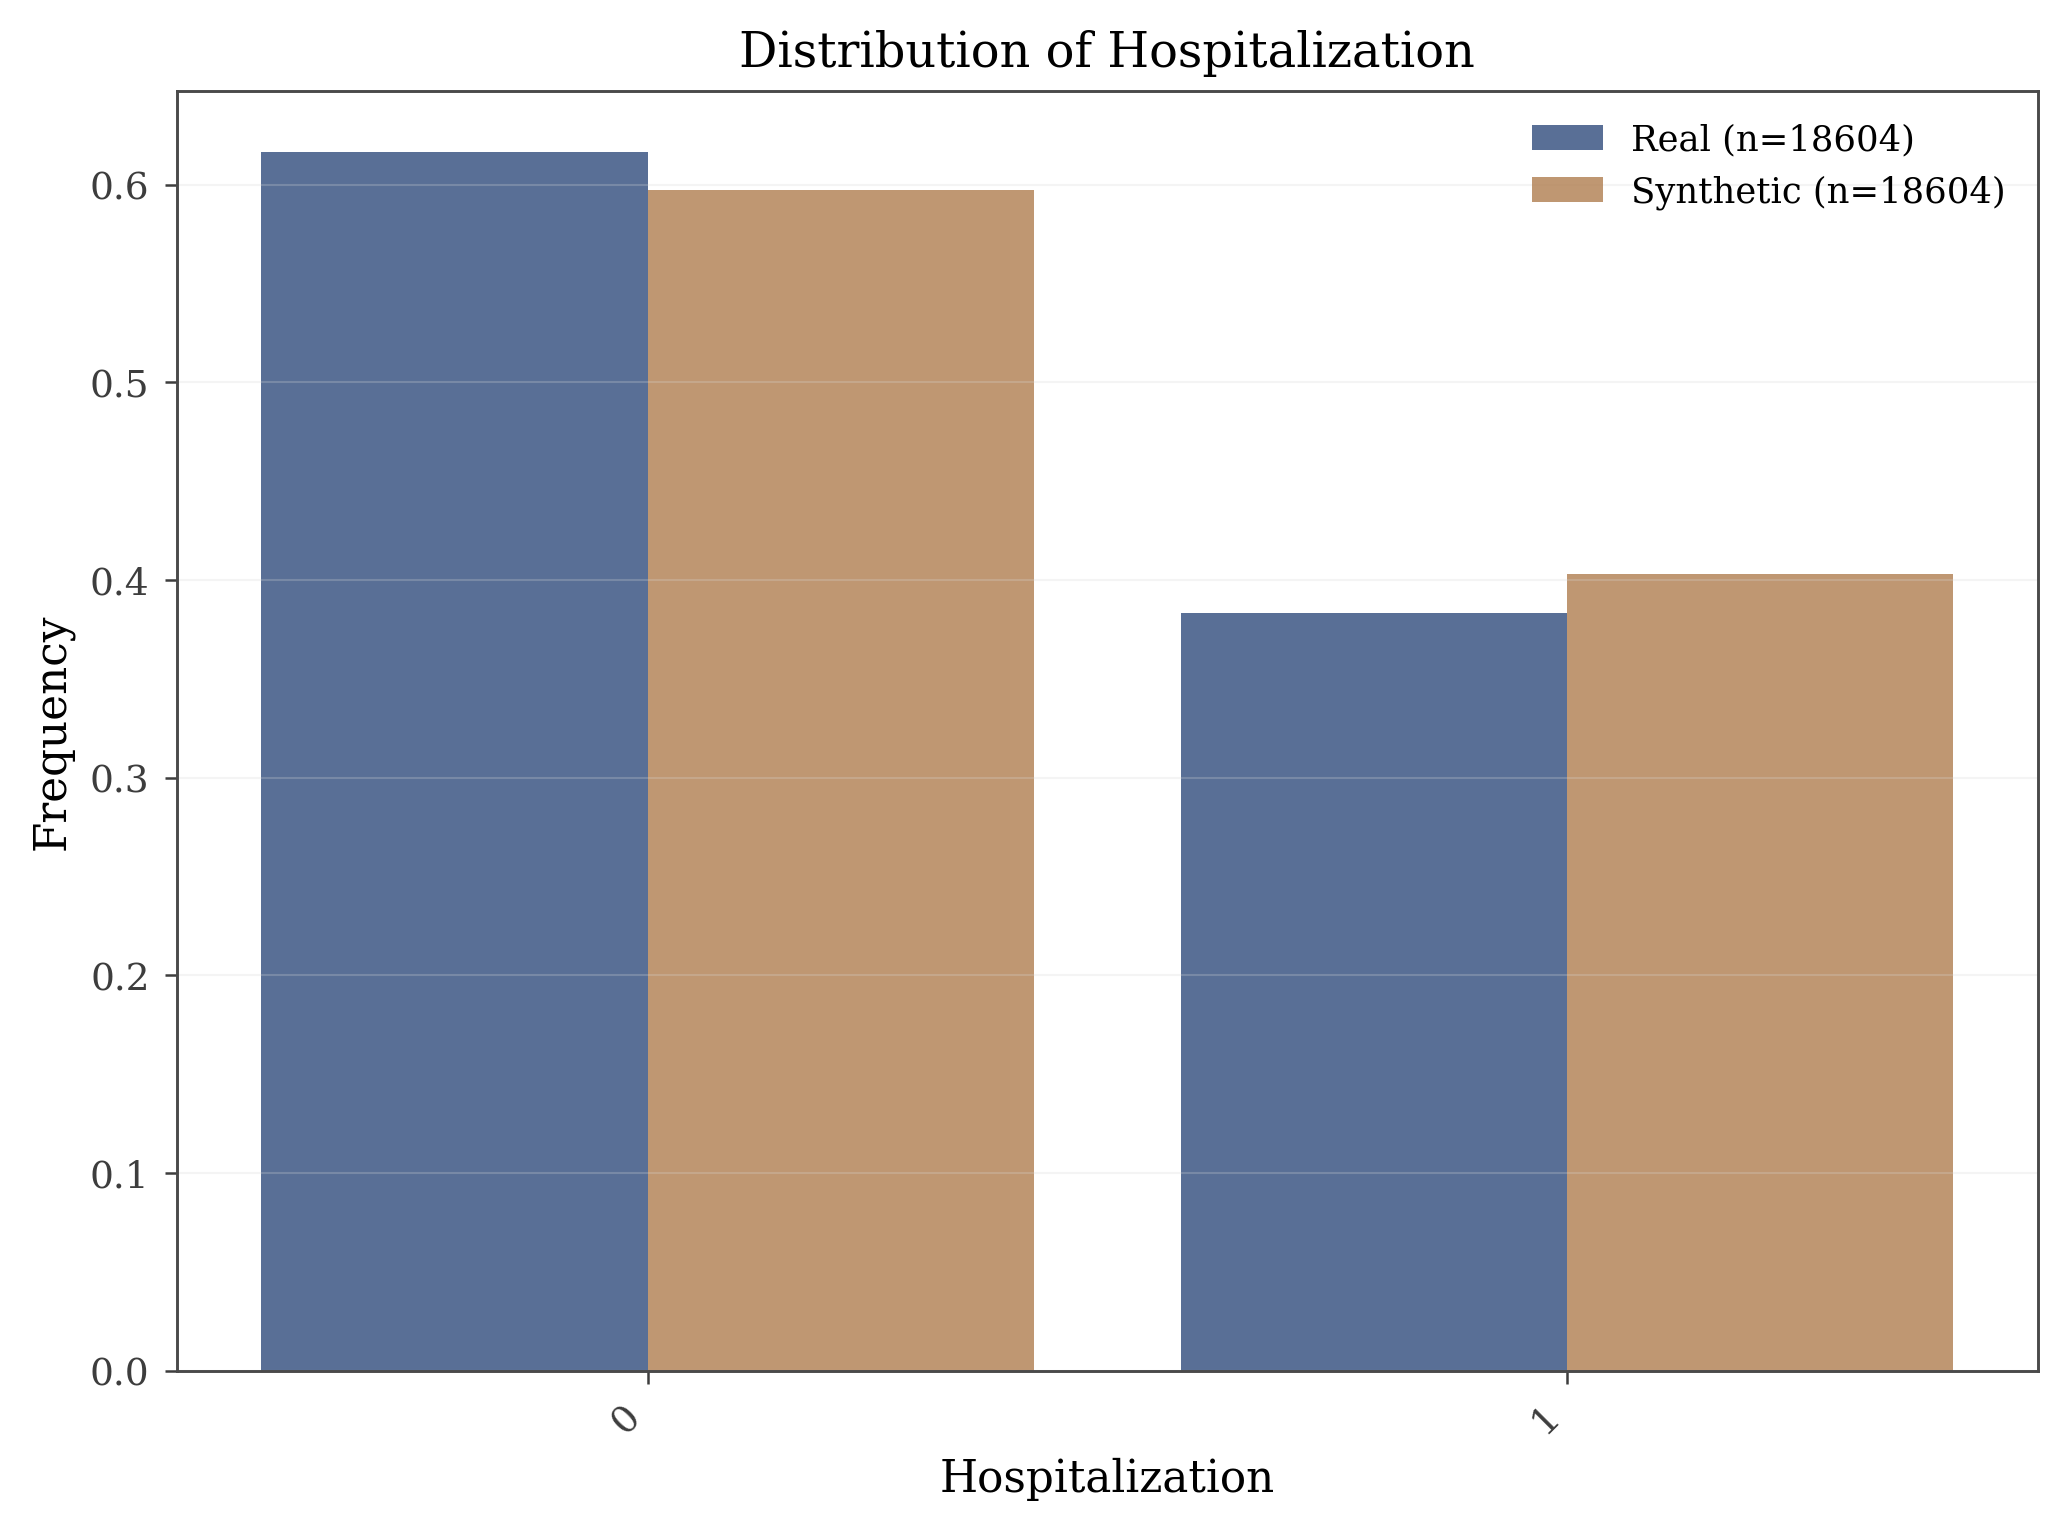 Distribution of Hospitalization
Real (n=18604)
Synthetic (n=18604)
Frequency
0.6
0.5
0.4
0.3
0.2
0.1
0.0
0
1
Hospitalization